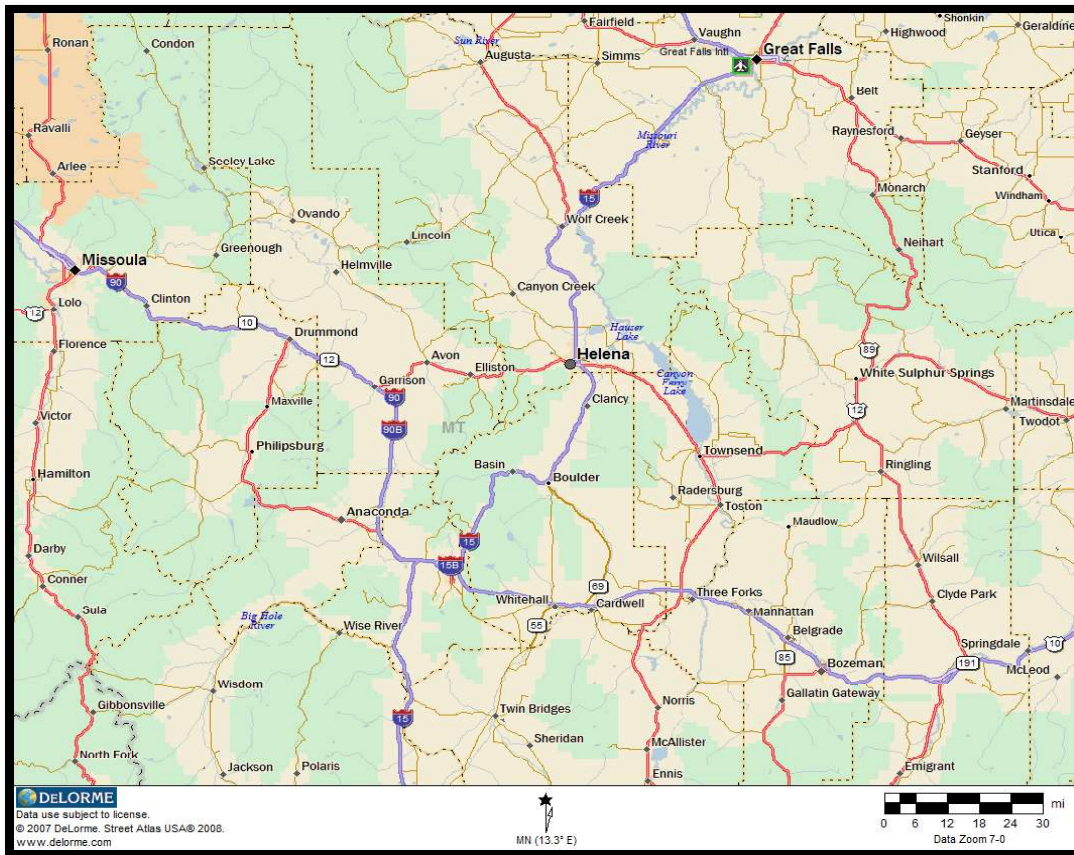 Ronan
Condon
Sun River
Augusta
Fairfield
Simms
Vaughn
Great Falls Intl
Great Falls
Highwood
Shonkin
Geraldine
Belt
Raynesford
Geyser
Stanford
Windham
Utica
Ravalli
Arlee
Seeley Lake
Missouri
River
Monarch
15
Ovando
Wolf Creek
Lincoln
Greenough
Neihart
Missoula
90
Helmville
Canyon Creek
Clinton
Lolo
12
10
Hauser
Lake
Drummond
Florence
12
Avon
Helena
89
Elliston
Canyon
Ferry
Lake
White Sulphur Springs
Garrison
90
Clancy
12
Martinsdale
Twodot
Maxville
Victor
90B
MT
Philipsburg
Townsend
Basin
Boulder
Ringling
Hamilton
Radersburg
Toston
Anaconda
Maudlow
15
Darby
15B
Wilsall
Conner
69
Whitehall
Cardwell
Three Forks
Clyde Park
Manhattan
Sula
Big Hole
River
Wise River
55
Belgrade
Springdale
10
85
Bozeman
191
McLeod
Wisdom
Gallatin Gateway
Gibbonsville
15
Twin Bridges
Norris
Sheridan
McAllister
North Fork
Jackson
Polaris
Ennis
Emigrant
DELORME
Data use subject to license.
© 2007 DeLorme. Street Atlas USA® 2008.
www.delorme.com
MN (13.3° E)
mi
0 6 12 18 24 30
Data Zoom 7-0